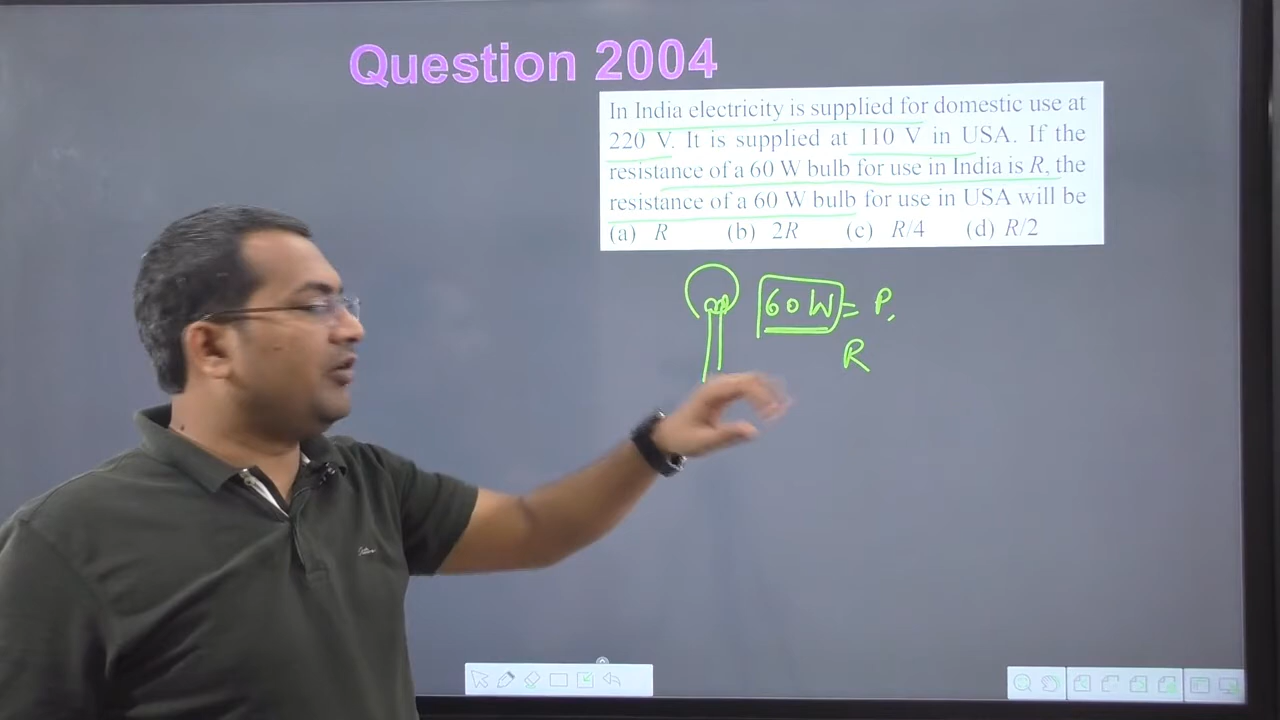 Question 2004
In India electricity is supplied for domestic use at
220 V. It is supplied at 110 V in USA. If the
resistance of a 60 W bulb for use in India is R, the
resistance of a 60 W bulb for use in USA will be
(a) R (b) 2R (c) R/4 (d) R/2
60 W = P.
R